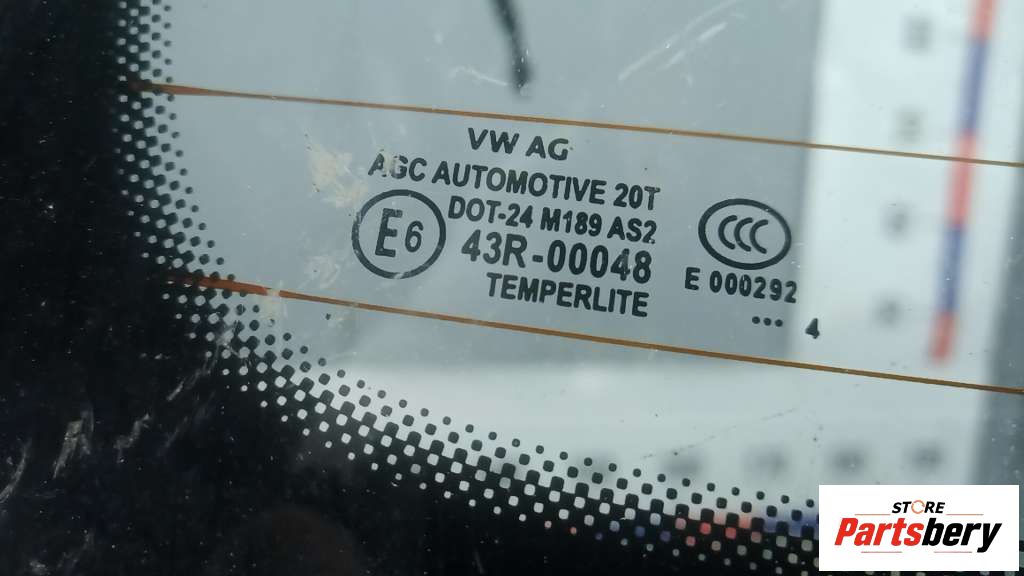 VW AG
AGC AUTOMOTIVE 20T
DOT-24 M189 AS2
E6
43R-00048
TEMPERLITE
CCC
E 000292
... 4
STORE
Partsbery